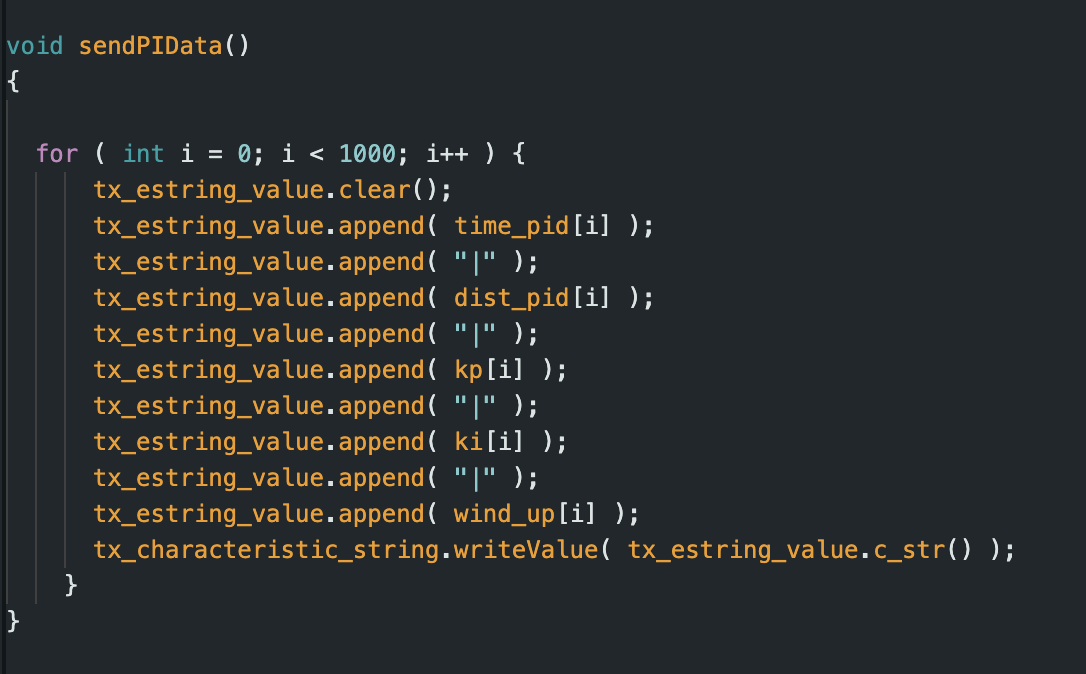 void sendPIData()
{
for ( int i = 0; i < 1000; i++ ) {
tx_estring_value.clear();
tx_estring_value.append( time_pid[i] );
tx_estring_value.append( "|" );
tx_estring_value.append( dist_pid[i] );
tx_estring_value.append( "|" );
tx_estring_value.append( kp[i] );
tx_estring_value.append( "|" );
tx_estring_value.append( ki[i] );
tx_estring_value.append( "|" );
tx_estring_value.append( wind_up[i] );
tx_characteristic_string.writeValue( tx_estring_value.c_str() );
}
}